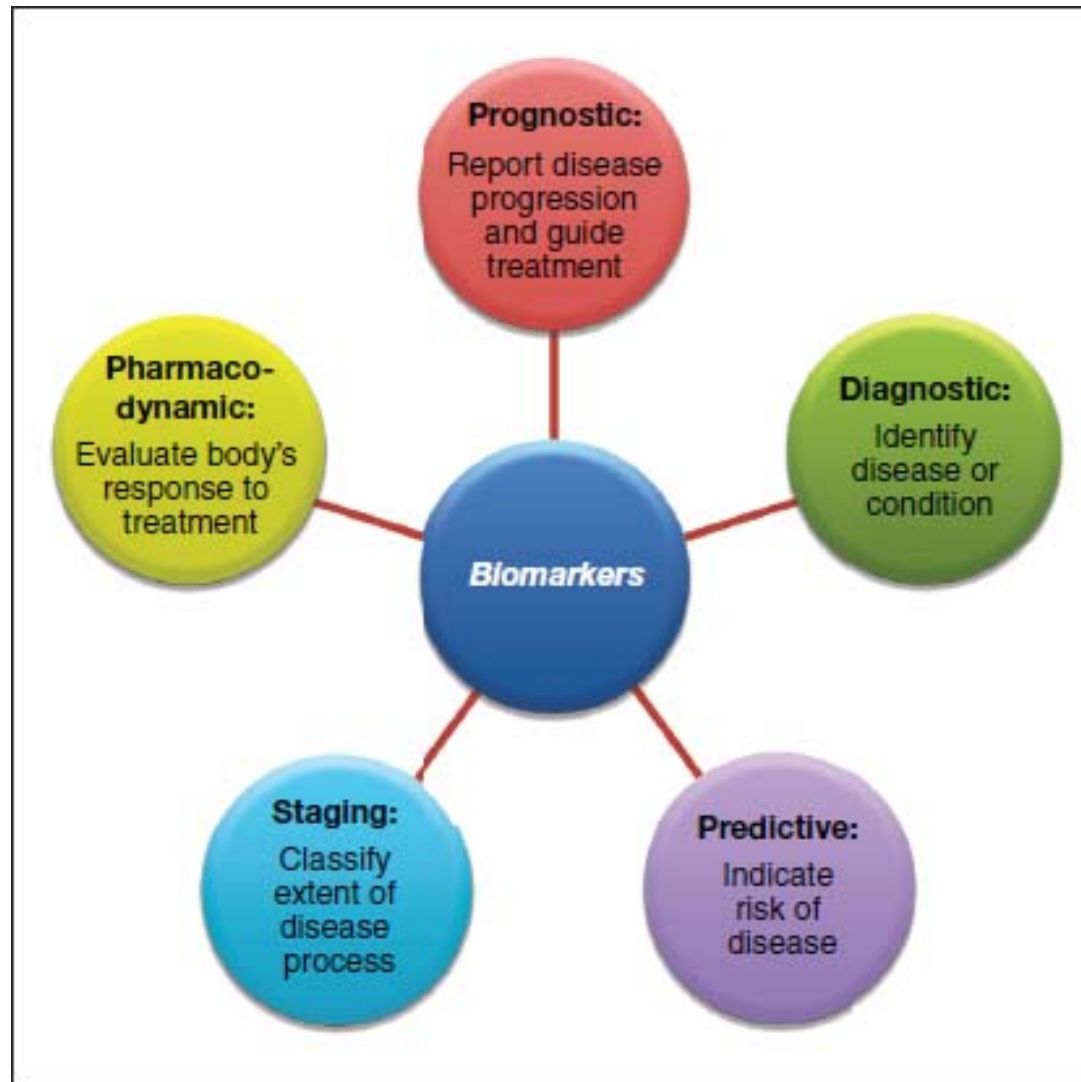 Prognostic:
Report disease
progression
and guide
treatment
Pharmaco-
dynamic:
Evaluate body's
response to
treatment
Diagnostic:
Identify
disease or
condition
Biomarkers
Staging:
Classify
extent of
disease
process
Predictive:
Indicate
risk of
disease